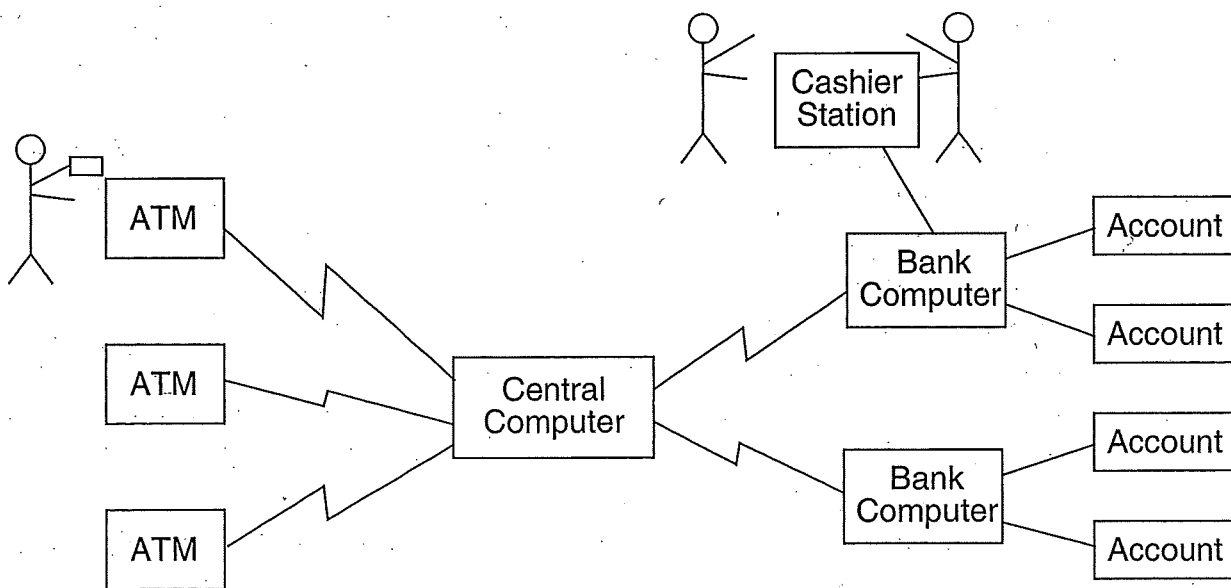 Cashier
Station
ATM
Account
Bank
Computer
Account
ATM
Central
Computer
Account
Bank
Computer
ATM
Account